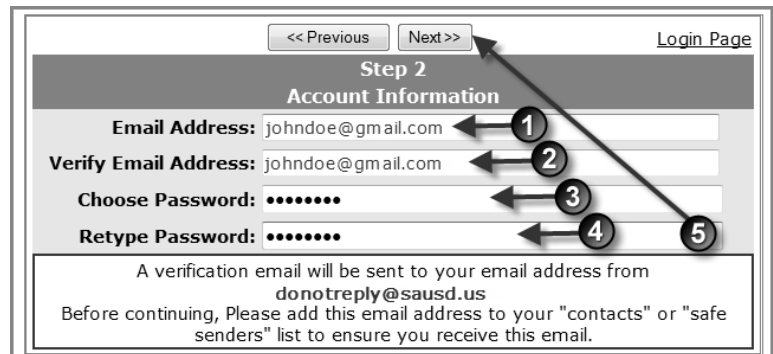 << Previous Next >> Login Page
Step 2
Account Information
Email Address: johndoe@gmail.com 1
Verify Email Address: johndoe@gmail.com 2
Choose Password: •••••••• 3
Retype Password: •••••••• 4 5
A verification email will be sent to your email address from
donotreply@sausd.us
Before continuing, Please add this email address to your "contacts" or "safe
senders" list to ensure you receive this email.